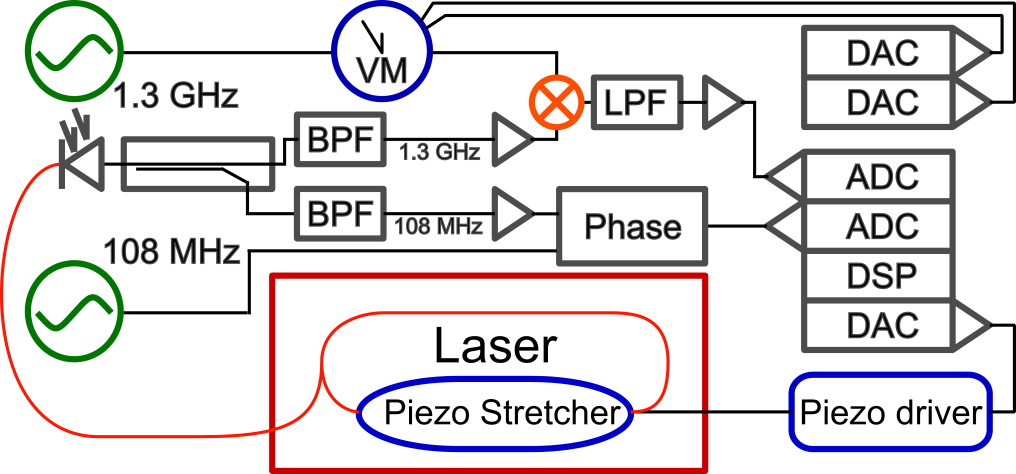 VM
DAC
1.3 GHz
LPF
DAC
BPF
1.3 GHz
ADC
BPF
108 MHz
Phase
ADC
108 MHz
DSP
DAC
Laser
Piezo Stretcher
Piezo driver